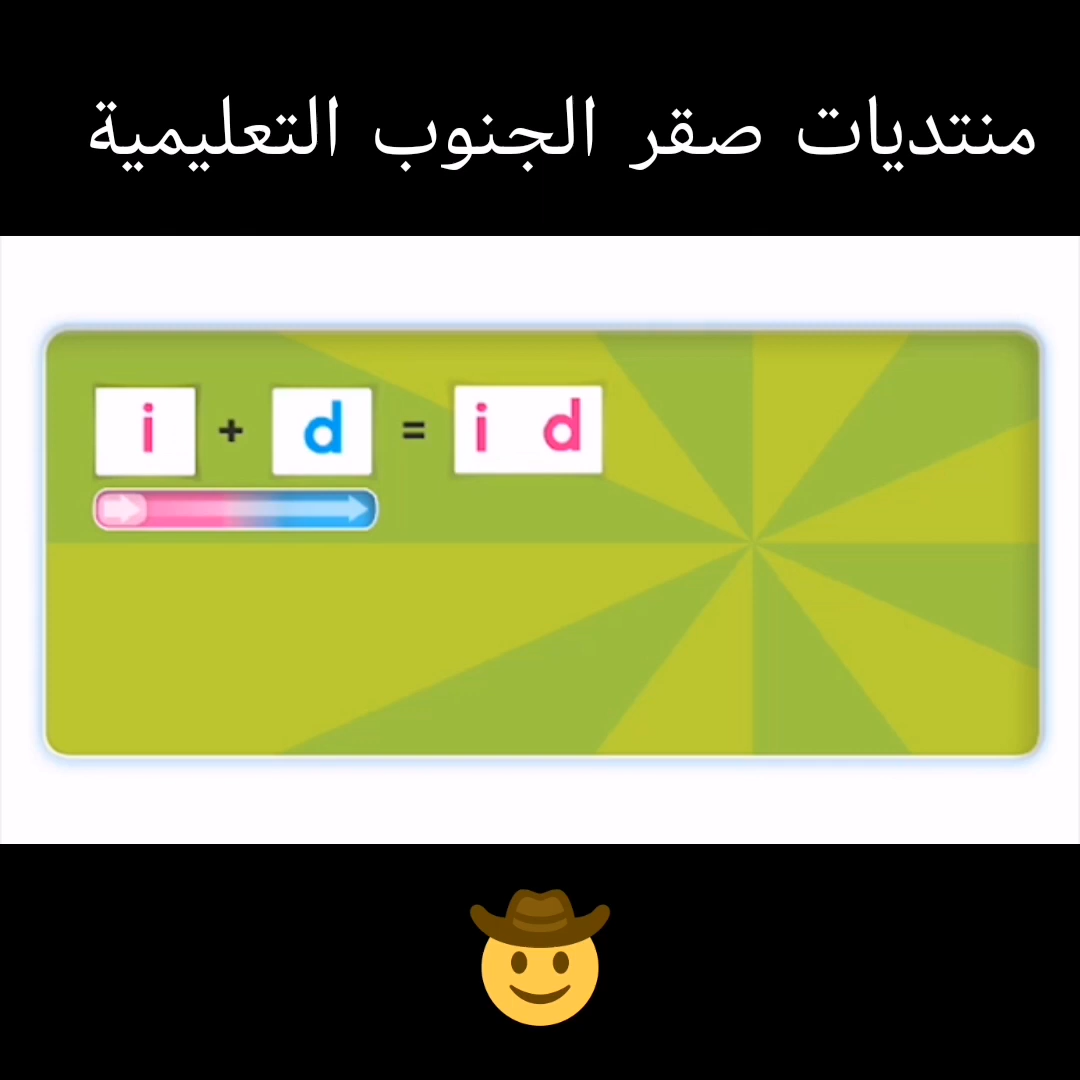 منتديات صقر الجنوب التعليمية
i + d = i d